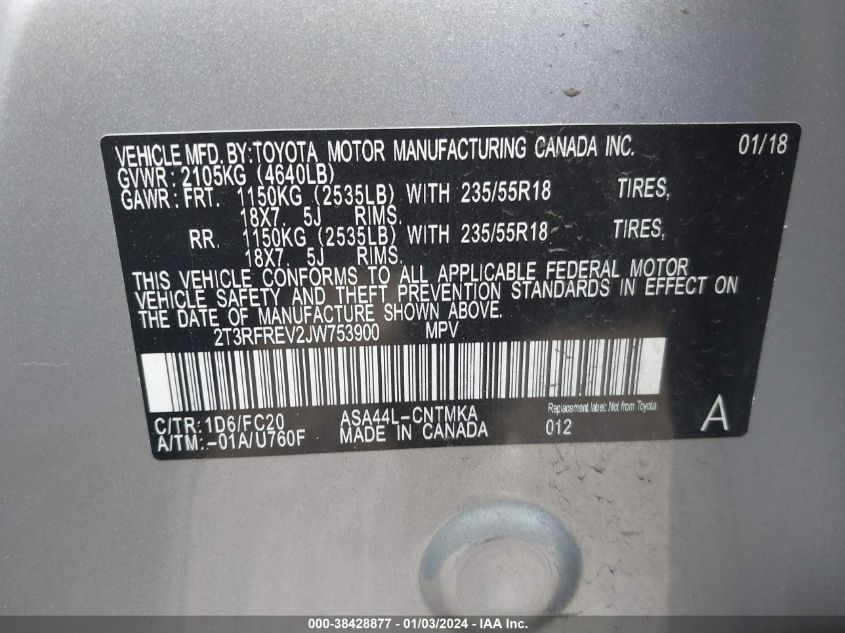 VEHICLE MFD. BY:TOYOTA MOTOR MANUFACTURING CANADA INC. 01/18
GVWR: 2105KG (4640LB)
GAWR: FRT. 1150KG (2535LB) WITH 235/55R18 TIRES,
18X7. 5J RIMS.
RR. 1150KG (2535LB) WITH 235/55R18 TIRES,
18X7. 5J RIMS.
THIS VEHICLE CONFORMS TO ALL APPLICABLE FEDERAL MOTOR
VEHICLE SAFETY AND THEFT PREVENTION STANDARDS IN EFFECT ON
THE DATE OF MANUFACTURE SHOWN ABOVE.
2T3RFREV2JW753900 MPV
C/TR:1D6/FC20 ASA44L-CNTMKA Replacement label: Not from Toyota
A/TM:-01A/U760F MADE IN CANADA 012 A
000-38428877 - 01/03/2024 - IAA Inc.